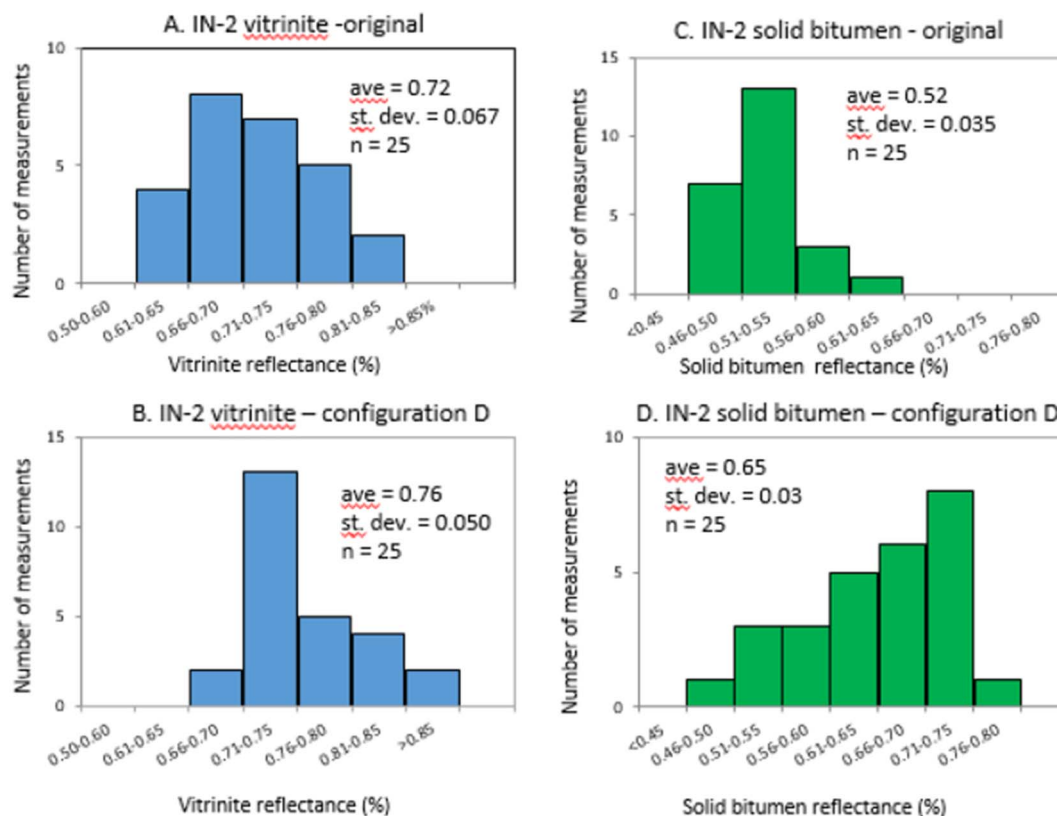 A. IN-2 vitrinite -original
Number of measurements
10
5
0
ave = 0.72
st. dev. = 0.067
n = 25
0.50-0.60
0.61-0.65
0.66-0.70
0.71-0.75
0.76-0.80
0.81-0.85
>0.85%
Vitrinite reflectance (%)
C. IN-2 solid bitumen - original
Number of measurements
15
10
5
0
ave = 0.52
st. dev. = 0.035
n = 25
<0.45
0.46-0.50
0.51-0.55
0.56-0.60
0.61-0.65
0.66-0.70
0.71-0.75
0.76-0.80
Solid bitumen reflectance (%)
B. IN-2 vitrinite – configuration D
Number of measurements
15
10
5
0
ave = 0.76
st. dev. = 0.050
n = 25
0.50-0.60
0.61-0.65
0.66-0.70
0.71-0.75
0.76-0.80
0.81-0.85
>0.85
Vitrinite reflectance (%)
D. IN-2 solid bitumen – configuration D
Number of measurements
10
5
0
ave = 0.65
st. dev. = 0.03
n = 25
<0.45
0.46-0.50
0.51-0.55
0.56-0.60
0.61-0.65
0.66-0.70
0.71-0.75
0.76-0.80
Solid bitumen reflectance (%)